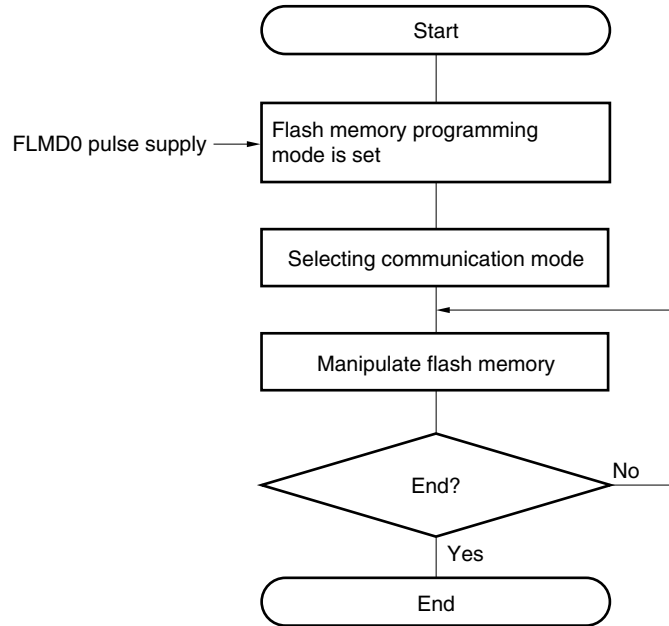 Start
FLMD0 pulse supply
Flash memory programming
mode is set
Selecting communication mode
Manipulate flash memory
End?
No
Yes
End